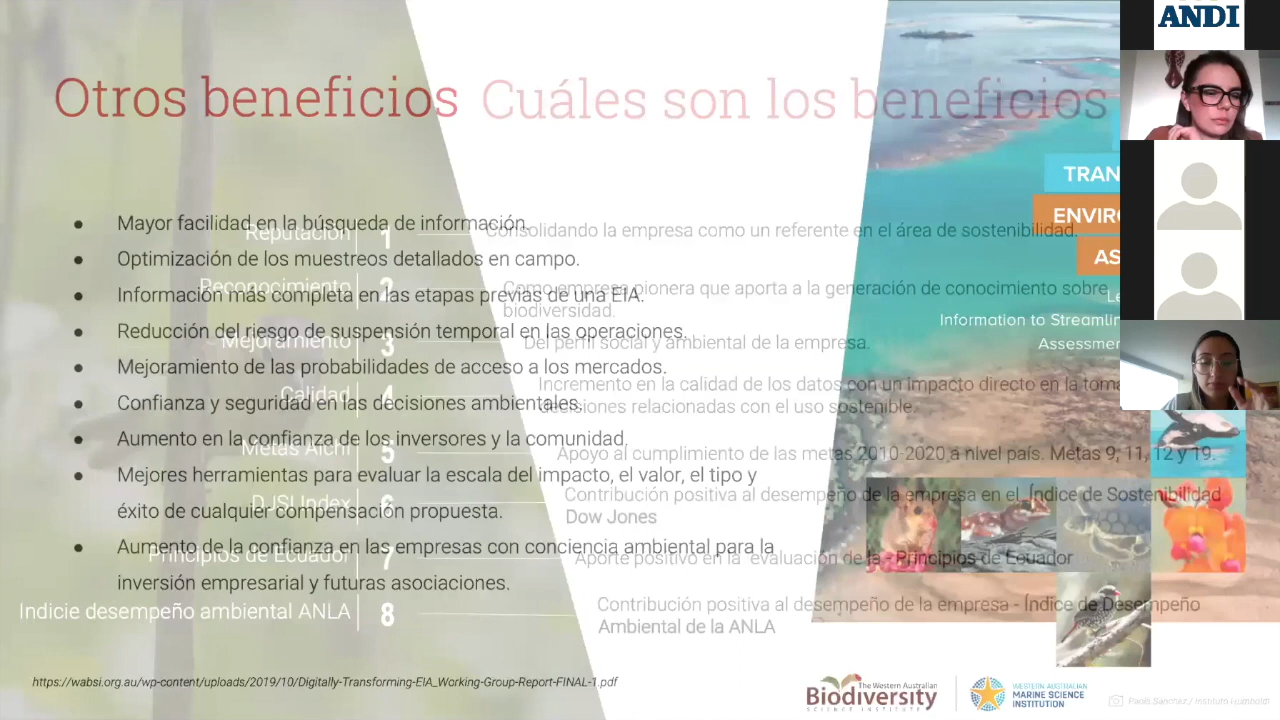 ANDI
Otros beneficios
Cuáles son los beneficios
TRAN
ENVIRO
AS
Information to Streamlin
Assessmen
● Mayor facilidad en la búsqueda de información.
● Optimización de los muestreos detallados en campo.
● Información más completa en las etapas previas de una EIA.
● Reducción del riesgo de suspensión temporal en las operaciones.
● Mejoramiento de las probabilidades de acceso a los mercados.
● Confianza y seguridad en las decisiones ambientales.
● Aumento en la confianza de los inversores y la comunidad.
● Mejores herramientas para evaluar la escala del impacto, el valor, el tipo y
éxito de cualquier compensación propuesta.
● Aumento de la confianza en las empresas con conciencia ambiental para la
inversión empresarial y futuras asociaciones.
Reputación 1 Consolidando la empresa como un referente en el área de sostenibilidad.
Reconocimiento 2 Como empresa pionera que aporta a la generación de conocimiento sobre
biodiversidad.
Mejoramiento 3 Del perfil social y ambiental de la empresa.
Calidad 4 Incremento en la calidad de los datos con un impacto directo en la toma
decisiones relacionadas con el uso sostenible.
Metas Aichi 5 Apoyo al cumplimiento de las metas 2010-2020 a nivel país. Metas 9, 11, 12 y 19.
DJSI Index 6 Contribución positiva al desempeño de la empresa en el Índice de Sostenibilidad
Dow Jones
Principios de Ecuador 7 Aporte positivo en la evaluación de la - Principios de Ecuador
Indicie desempeño ambiental ANLA 8 Contribución positiva al desempeño de la empresa - Índice de Desempeño
Ambiental de la ANLA
https://wabsi.org.au/wp-content/uploads/2019/10/Digitally-Transforming-EIA_Working-Group-Report-FINAL-1.pdf
The Western Australian
Biodiversity
SCIENCE INSTITUTE
WESTERN AUSTRALIAN
MARINE SCIENCE
INSTITUTION